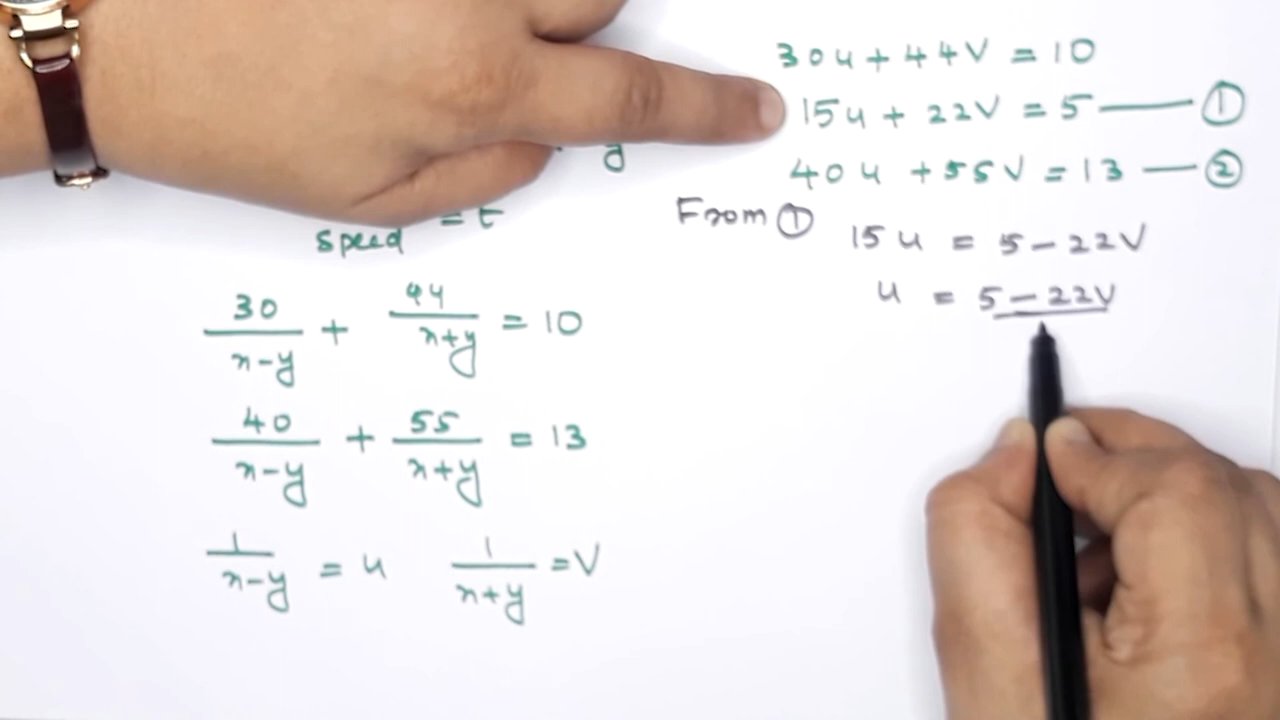 30u + 44V = 10
15u + 22V = 5 —— ①
40u + 55V = 13 — ②
From ① 15u = 5 - 22V
u = 5 - 22V
y
= t
speed
30/x-y + 44/x+y = 10
40/x-y + 55/x+y = 13
1/x-y = u 1/x+y = V